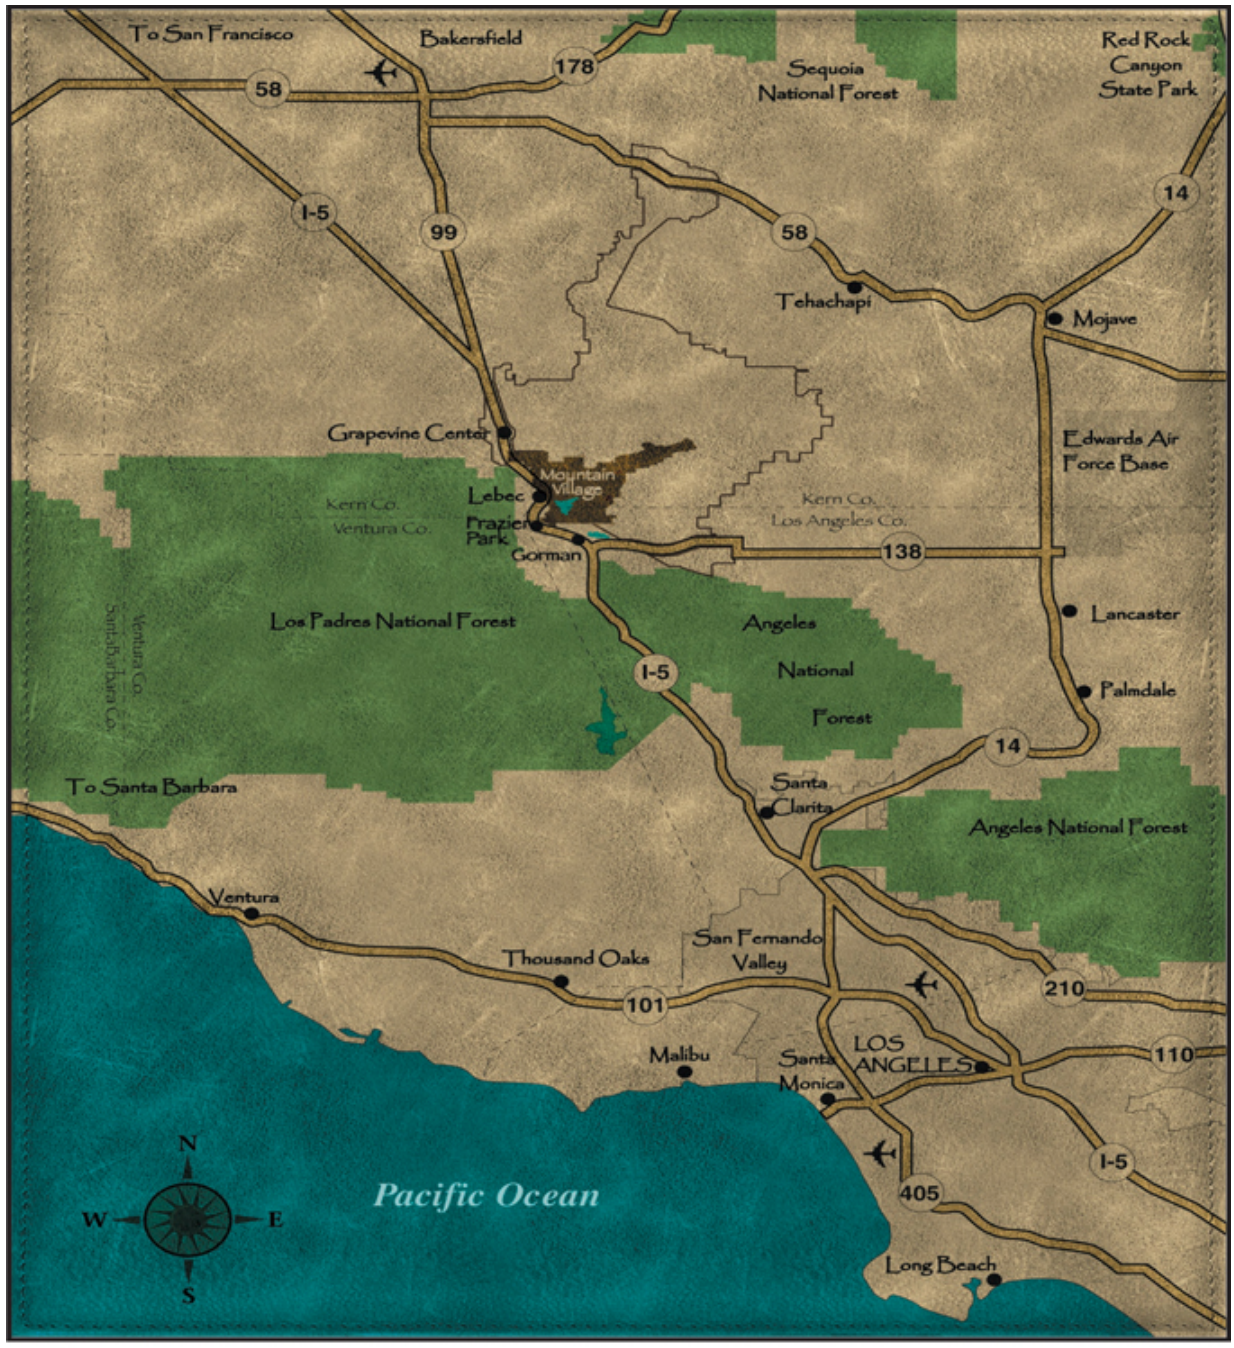 To San Francisco
Bakersfield
Red Rock
Canyon
State Park
178
Sequoia
National Forest
58
14
I-5
99
58
Tehachapi
Mojave
Grapevine Center
Edwards Air
Force Base
Mountain
Village
Lebec
Kern Co.
Ventura Co.
Kern Co.
Los Angeles Co.
Frazier
Park
Gorman
138
Lancaster
Los Padres National Forest
Angeles
National
Forest
Ventura Co.
Santa Barbara Co.
I-5
Palmdale
14
To Santa Barbara
Santa
Clarita
Angeles National Forest
Ventura
San Fernando
Valley
Thousand Oaks
101
210
Malibu
Santa
Monica
LOS
ANGELES
110
N
W
E
S
Pacific Ocean
I-5
405
Long Beach